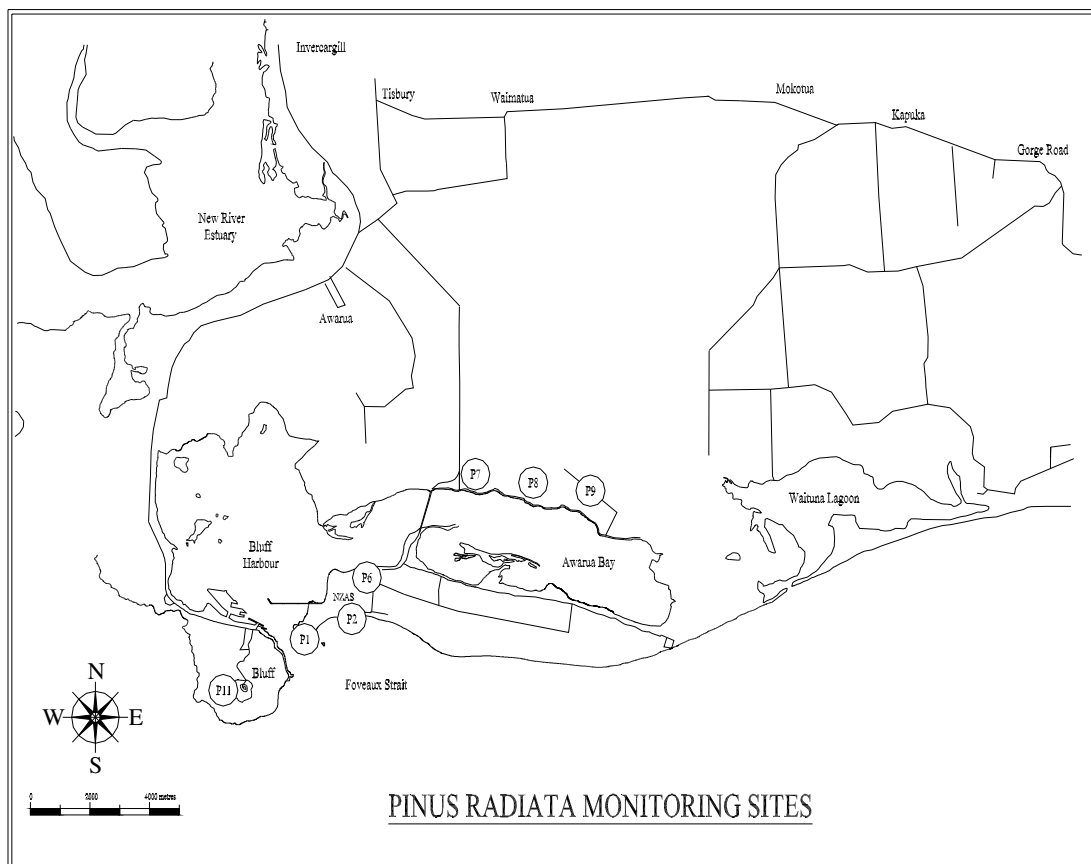 Invercargill
Tisbury
Waimatua
Mokotua
Kapuka
Gorge Road
New River
Estuary
Awarua
P7
P8
P9
Waituna Lagoon
Bluff
Harbour
Awarua Bay
P6
NZAS
P2
P1
Bluff
P11
Foveaux Strait
N
W E
S
0 2000 4000 metres
PINUS RADIATA MONITORING SITES